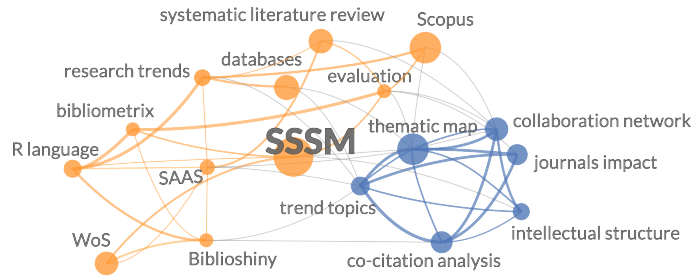 systematic literature review
Scopus
databases
research trends
evaluation
bibliometrix
collaboration network
thematic map
SSSM
R language
journals impact
SAAS
trend topics
intellectual structure
WoS
Biblioshiny
co-citation analysis